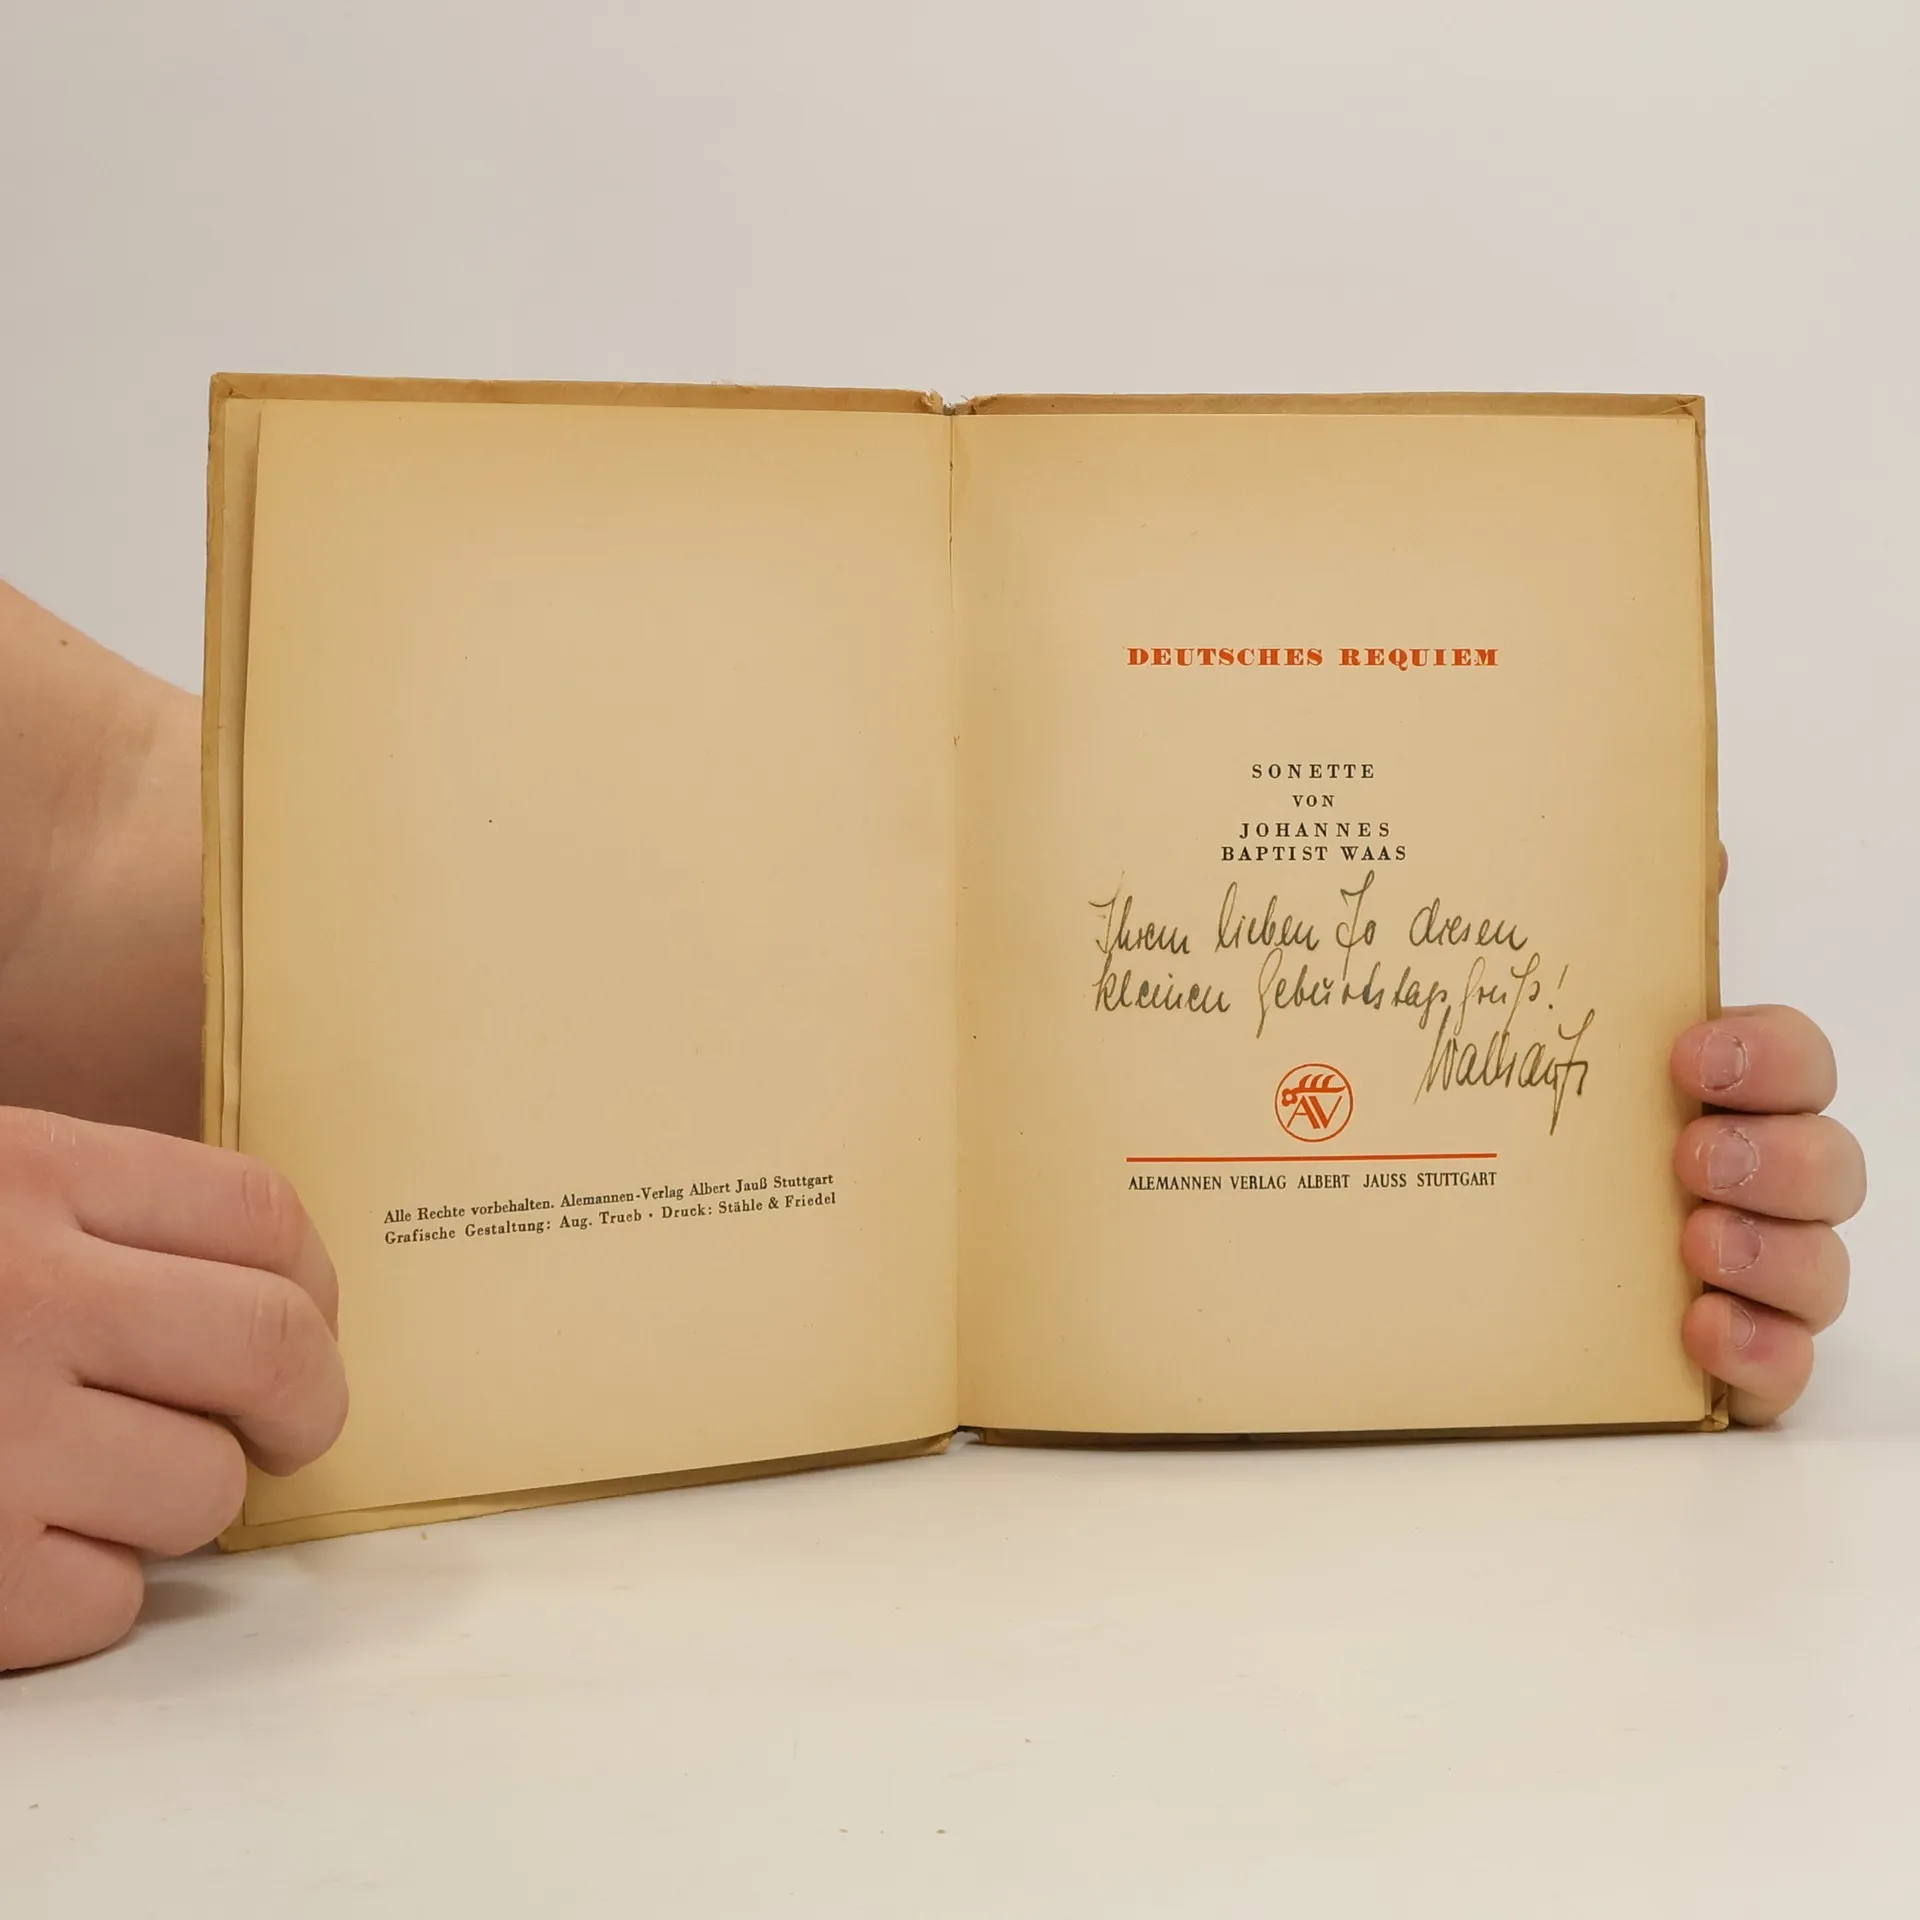 Alle Rechte vorbehalten. Alemannen-Verlag Albert Jauß Stuttgart
Grafische Gestaltung: Aug. Trueb · Druck: Stähle & Friedel
DEUTSCHES REQUIEM
SONETTE
VON
JOHANNES
BAPTIST WAAS
Ihrem lieben Jo diesen
kleinen Geburtstagsgruß!
AV
ALEMANNEN VERLAG ALBERT JAUSS STUTTGART